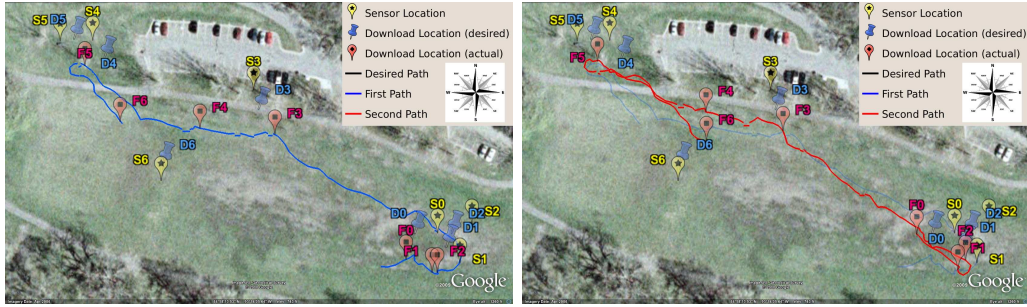 S5 D5 S4
F5
D4
S3
D3
F6
F4
F3
D6
S6
D0
S0
D2 S2
F0
D1
F1
F2
S1
Google
Sensor Location
Download Location (desired)
Download Location (actual)
Desired Path
First Path
Second Path
S5 D5 S4
F5
D4
S3
D3
F4
F3
F6
D6
S6
F0
S0
D2 S2
D1
D0
F2
F1
S1
Google
Sensor Location
Download Location (desired)
Download Location (actual)
Desired Path
First Path
Second Path